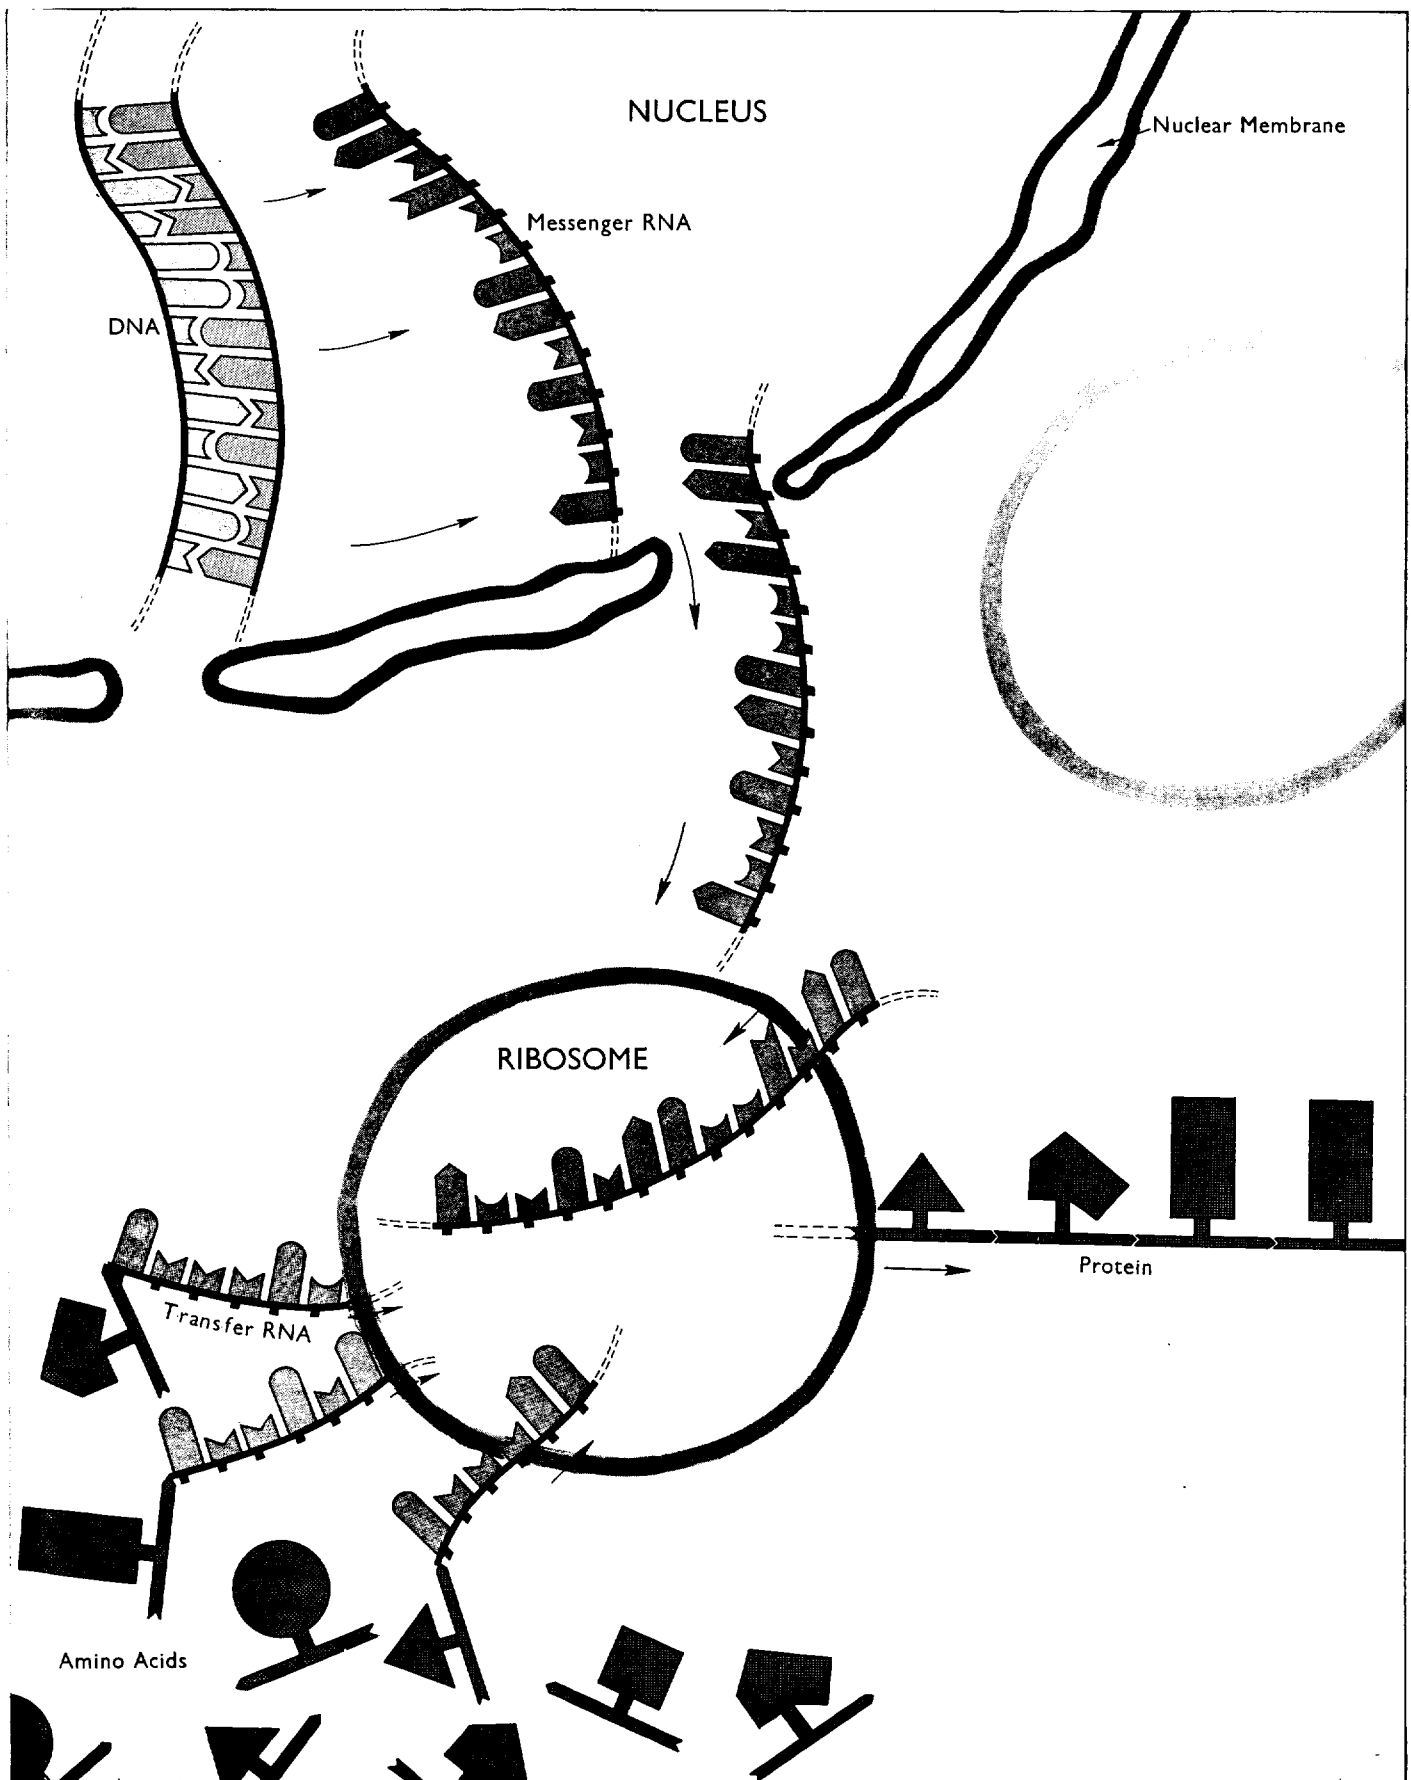 NUCLEUS
Nuclear Membrane
Messenger RNA
DNA
RIBOSOME
Protein
Transfer RNA
Amino Acids